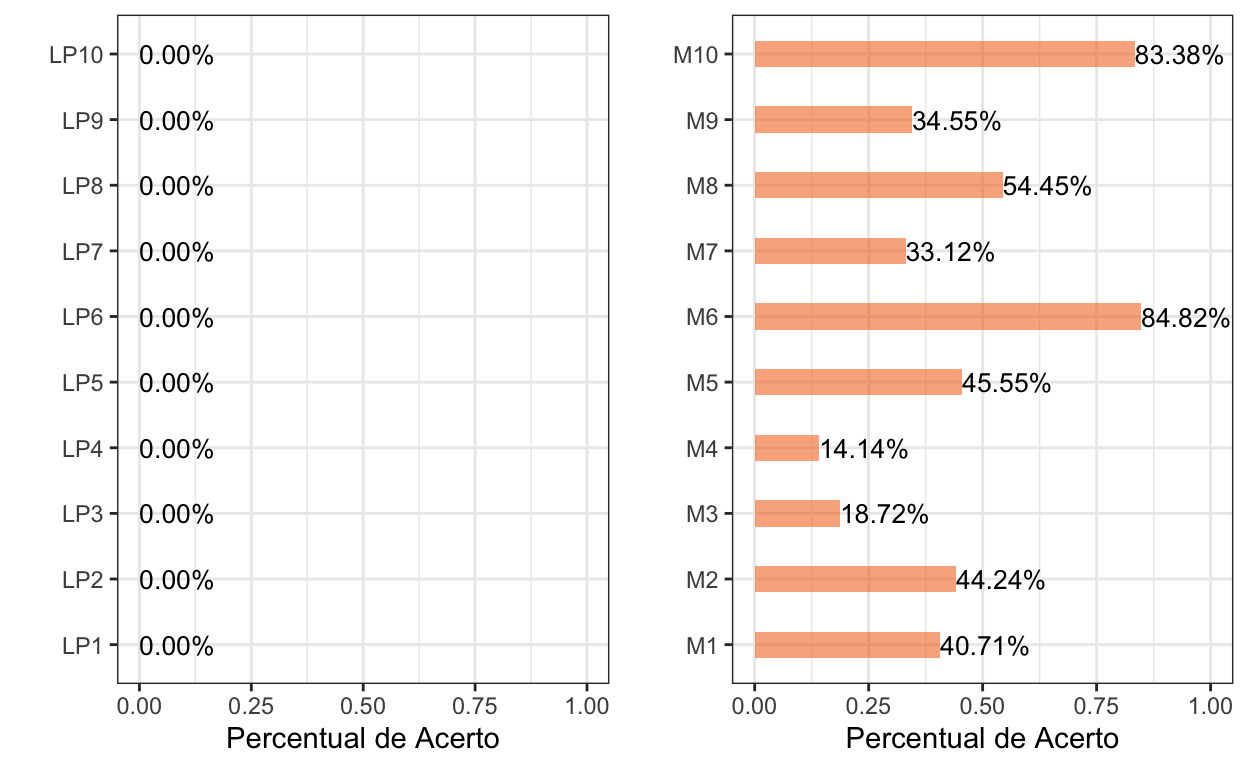 LP10 0.00%
LP9 0.00%
LP8 0.00%
LP7 0.00%
LP6 0.00%
LP5 0.00%
LP4 0.00%
LP3 0.00%
LP2 0.00%
LP1 0.00%
0.00 0.25 0.50 0.75 1.00
Percentual de Acerto
M10 83.38%
M9 34.55%
M8 54.45%
M7 33.12%
M6 84.82%
M5 45.55%
M4 14.14%
M3 18.72%
M2 44.24%
M1 40.71%
0.00 0.25 0.50 0.75 1.00
Percentual de Acerto